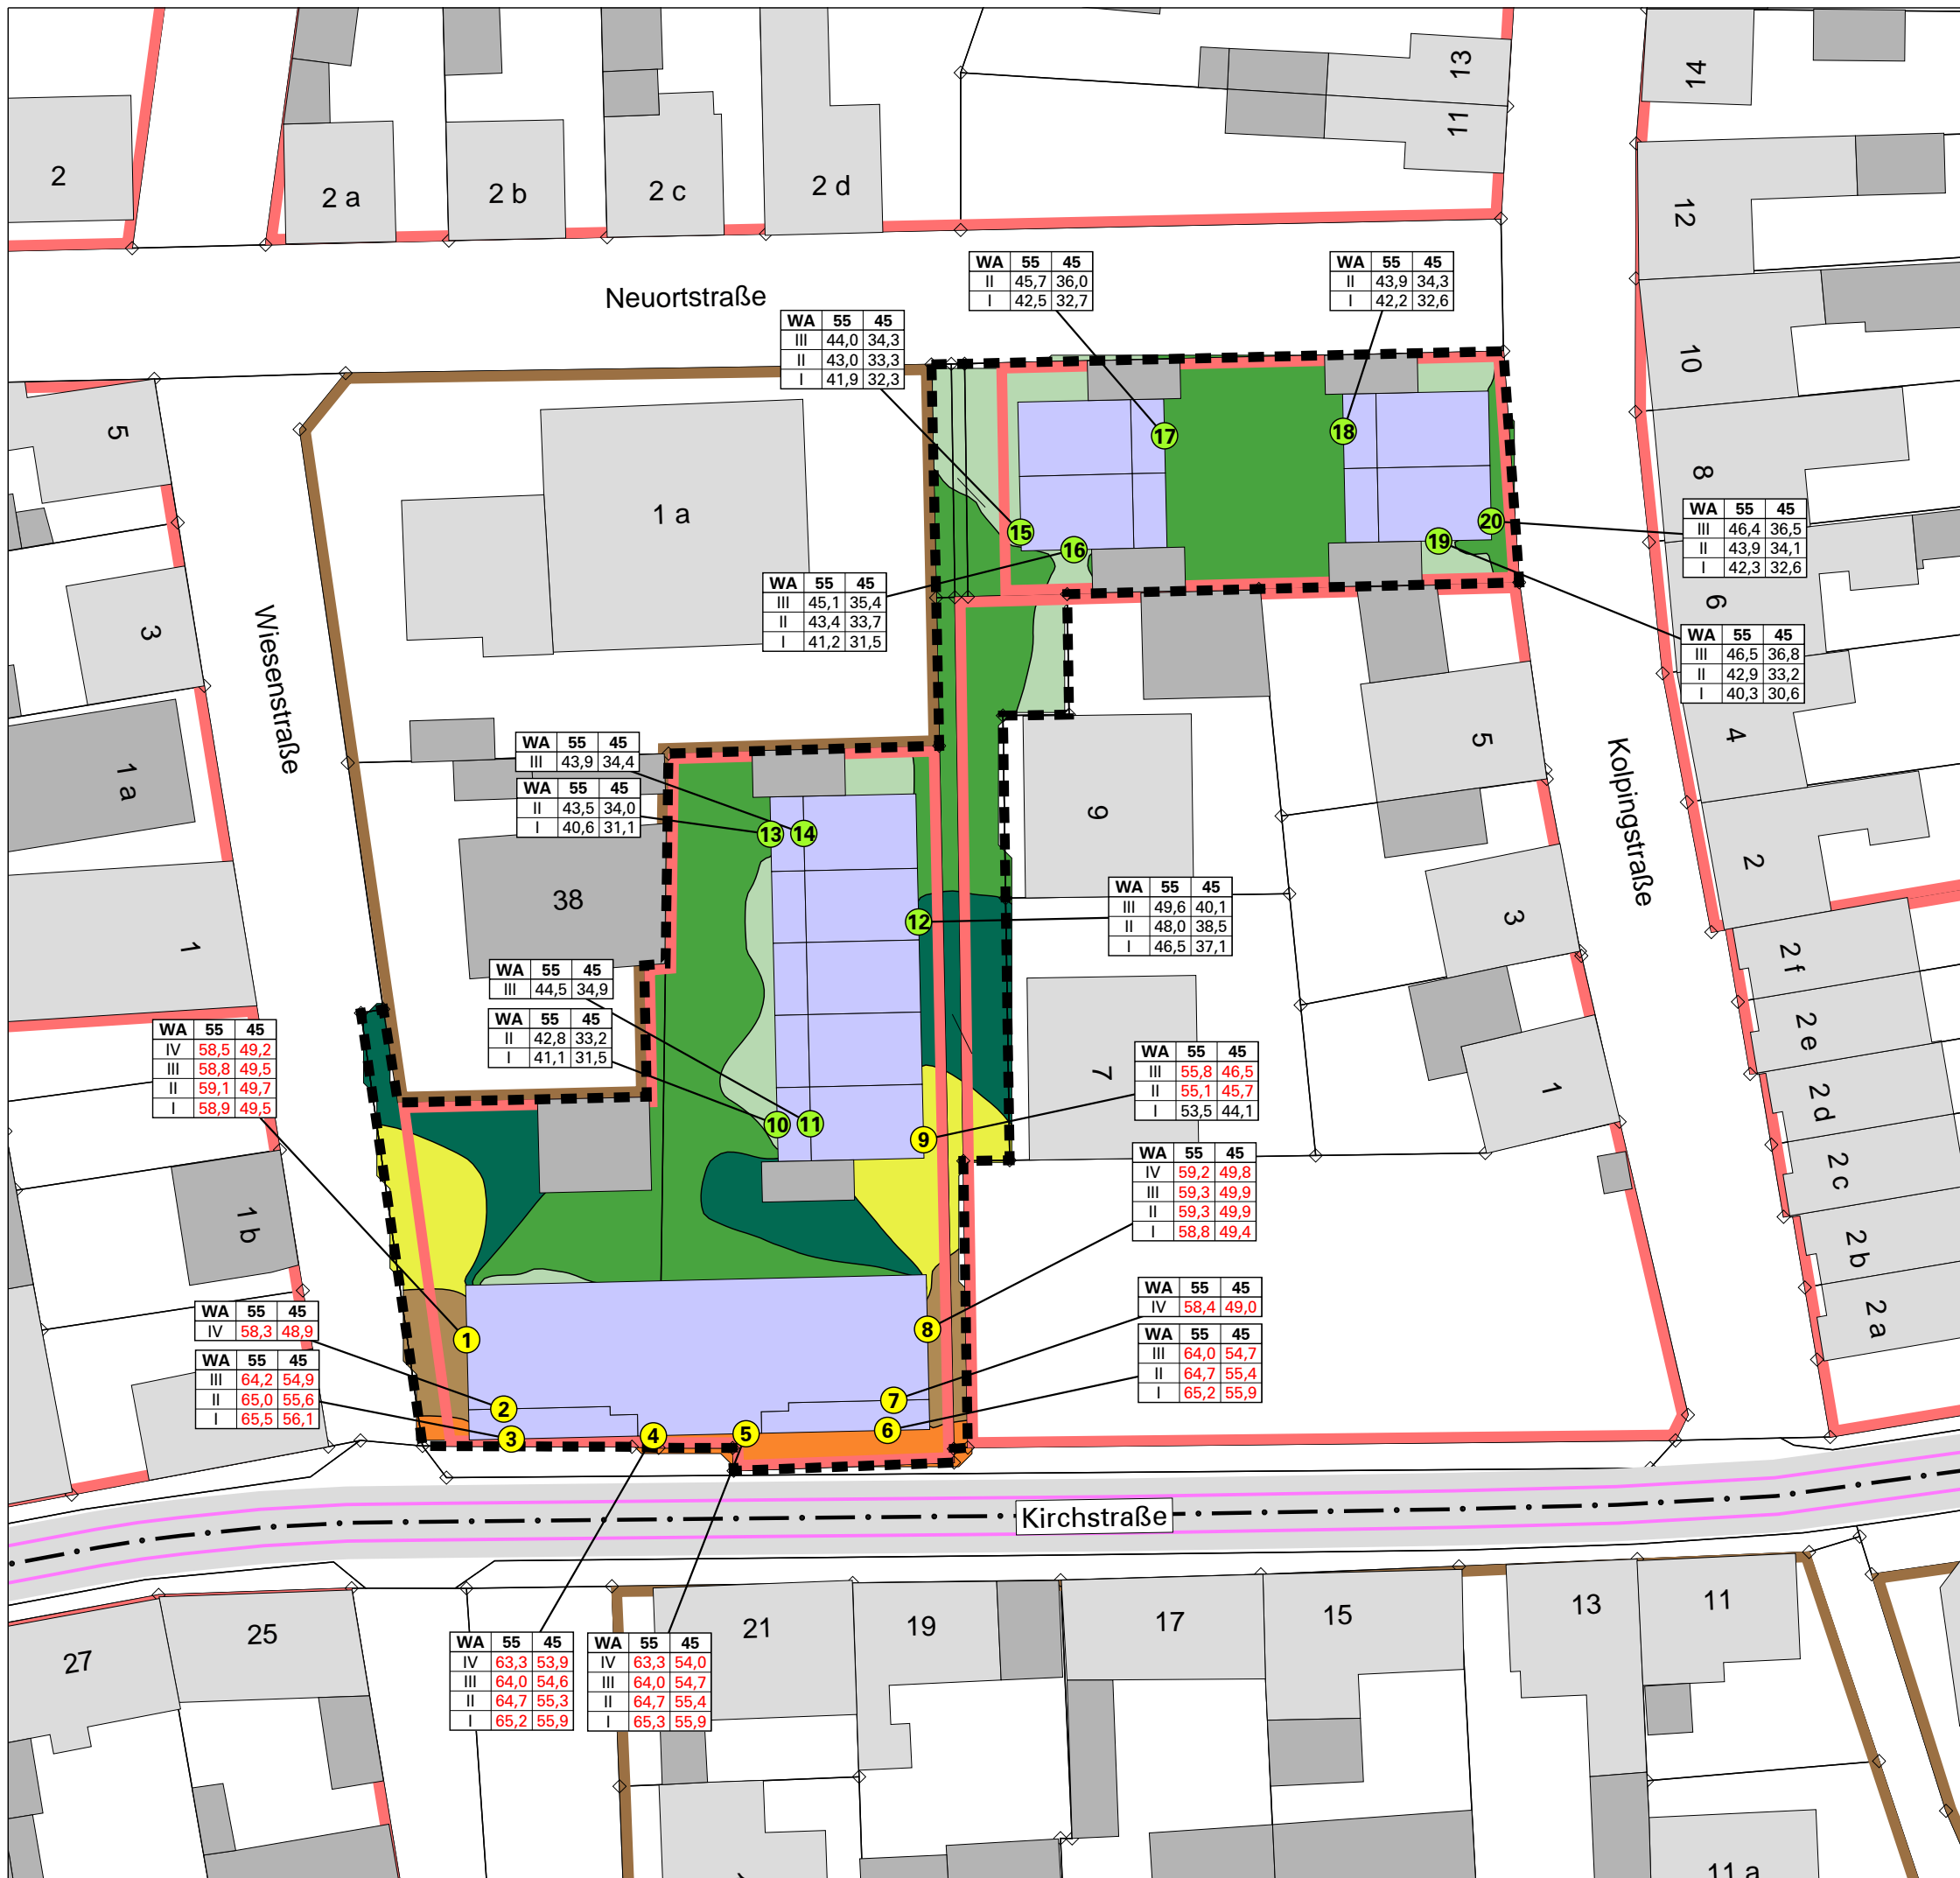 13
14
11
2
2 a
2 b
2 c
2 d
12
Neuortstraße
WA 55 45
II 45,7 36,0
I 42,5 32,7
WA 55 45
II 43,9 34,3
I 42,2 32,6
WA 55 45
III 44,0 34,3
II 43,0 33,3
I 41,9 32,3
10
5
17
18
8
1 a
15
16
19
20
WA 55 45
III 46,4 36,5
II 43,9 34,1
I 42,3 32,6
WA 55 45
III 45,1 35,4
II 43,4 33,7
I 41,2 31,5
6
3
Wiesenstraße
WA 55 45
III 46,5 36,8
II 42,9 33,2
I 40,3 30,6
4
5
Kolpingstraße
1 a
WA 55 45
III 43,9 34,4
WA 55 45
II 43,5 34,0
I 40,6 31,1
13
14
9
2
38
WA 55 45
III 49,6 40,1
II 48,0 38,5
I 46,5 37,1
12
3
1
2 f
WA 55 45
III 44,5 34,9
WA 55 45
II 42,8 33,2
I 41,1 31,5
2 e
WA 55 45
IV 58,5 49,2
III 58,8 49,5
II 59,1 49,7
I 58,9 49,5
WA 55 45
III 55,8 46,5
II 55,1 45,7
I 53,5 44,1
7
1
2 d
10
11
9
WA 55 45
IV 59,2 49,8
III 59,3 49,9
II 59,3 49,9
I 58,8 49,4
2 c
1 b
2 b
WA 55 45
IV 58,4 49,0
WA 55 45
IV 58,3 48,9
2 a
1
8
WA 55 45
III 64,0 54,7
II 64,7 55,4
I 65,2 55,9
WA 55 45
III 64,2 54,9
II 65,0 55,6
I 65,5 56,1
2
7
3
4
5
6
Kirchstraße
21
19
17
15
13
11
25
27
WA 55 45
IV 63,3 53,9
III 64,0 54,6
II 64,7 55,3
I 65,2 55,9
WA 55 45
IV 63,3 54,0
III 64,0 54,7
II 64,7 55,4
I 65,3 55,9
11 a